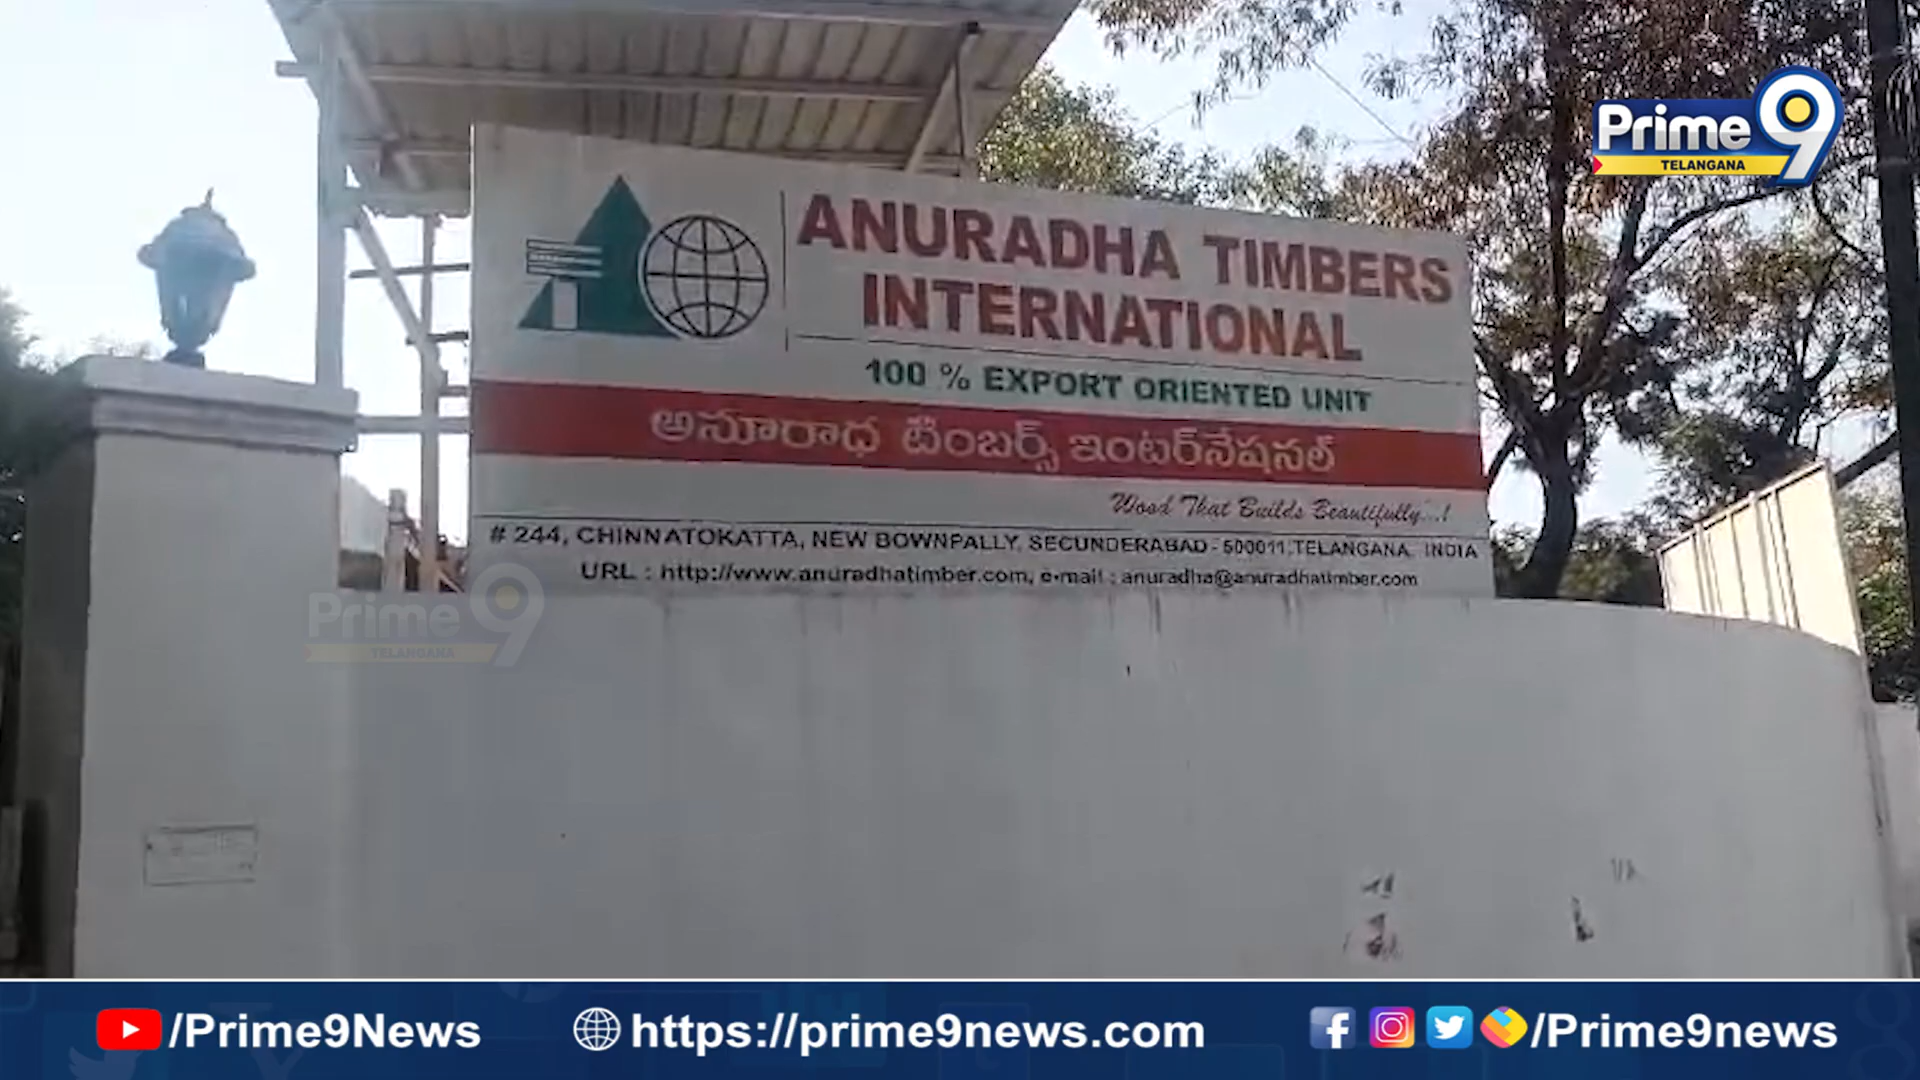 Prime9
TELANGANA
ANURADHA TIMBERS
INTERNATIONAL
100 % EXPORT ORIENTED UNIT
అనూరాధ టింబర్స్ ఇంటర్‌నేషనల్
Wood That Builds Beautifully...!
# 244, CHINNATOKATTA, NEW BOWNPALLY, SECUNDERABAD - 500011,TELANGANA, INDIA
URL : http://www.anuradhatimber.com, e-mail : anuradha@anuradhatimber.com
Prime9
TELANGANA
/Prime9News
https://prime9news.com
/Prime9news